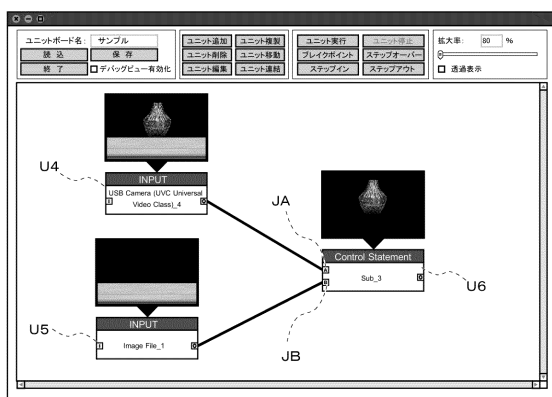 ユニットボード名： サンプル
読 込 保 存
終 了 デバッグビュー有効化
ユニット追加 ユニット複製
ユニット削除 ユニット移動
ユニット編集 ユニット連結
ユニット実行 ユニット停止
ブレイクポイント ステップオーバー
ステップイン ステップアウト
拡大率： 80 %
透過表示
U4
INPUT
USB Camera (UVC Universal
Video Class)_4
I O
JA
Control Statement
A
Sub_3
B O
U6
JB
U5
INPUT
I Image File_1 O